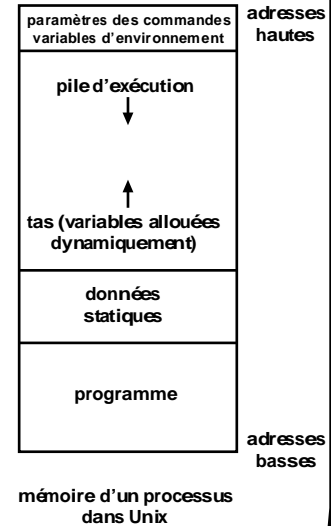 paramètres des commandes
variables d'environnement
adresses
hautes
pile d'exécution
tas (variables allouées
dynamiquement)
données
statiques
programme
adresses
basses
mémoire d'un processus
dans Unix